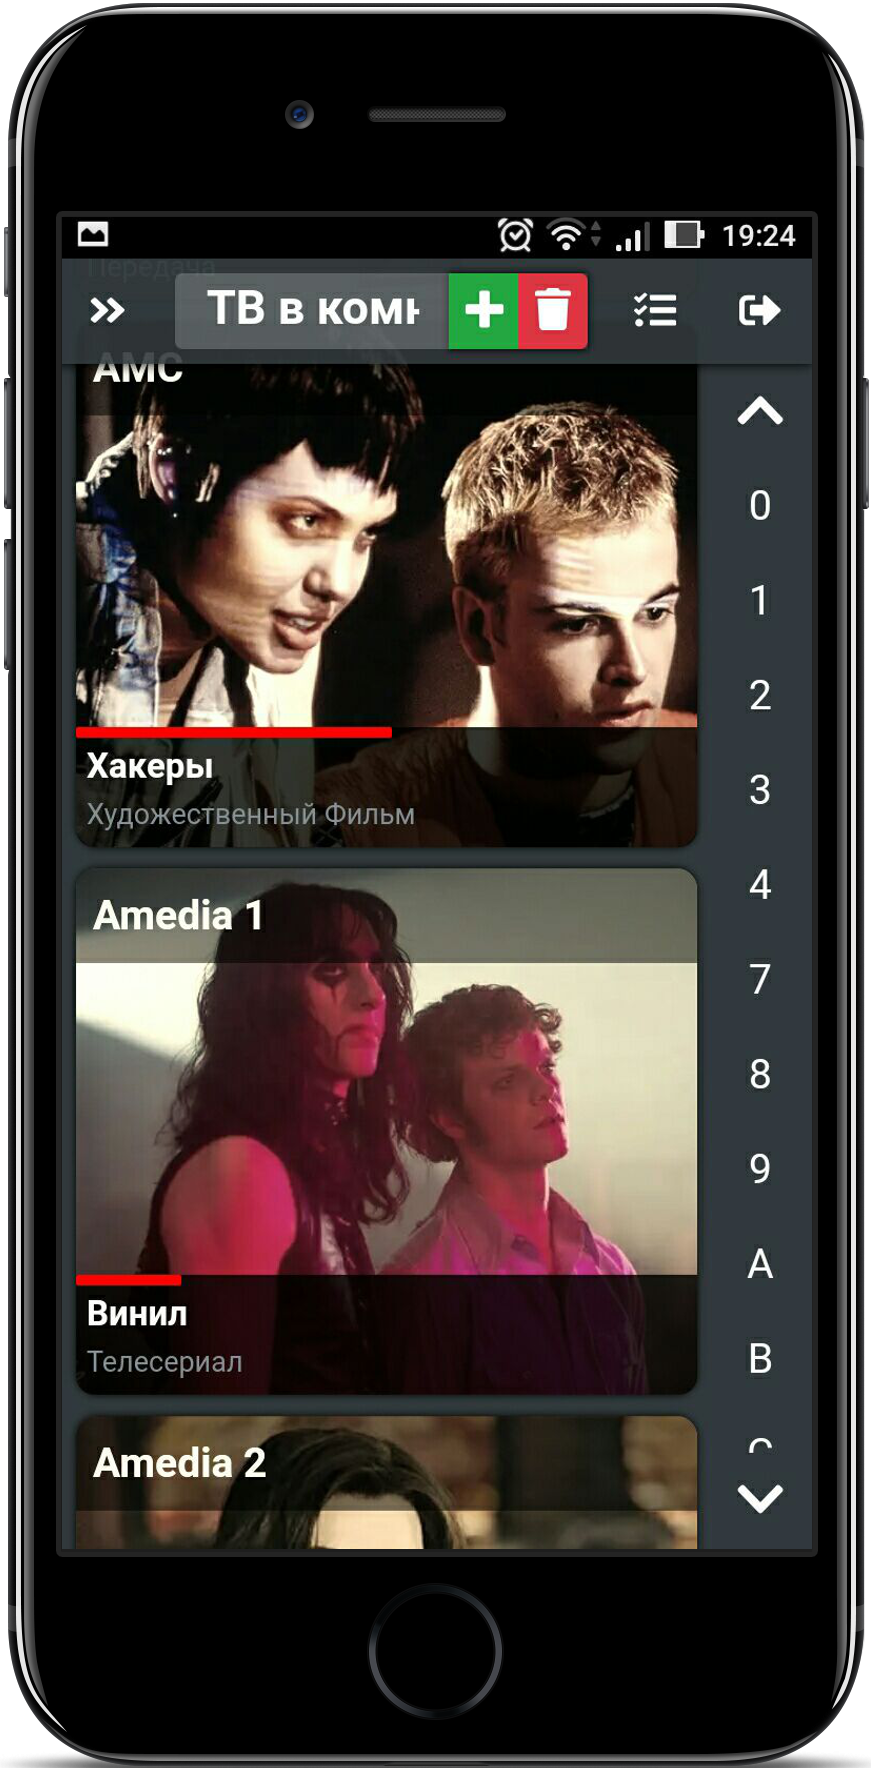 19:24
Передача
ТВ в комн
AMC
Хакеры
Художественный Фильм
Amedia 1
Винил
Телесериал
Amedia 2
0
1
2
3
4
7
8
9
A
B
C